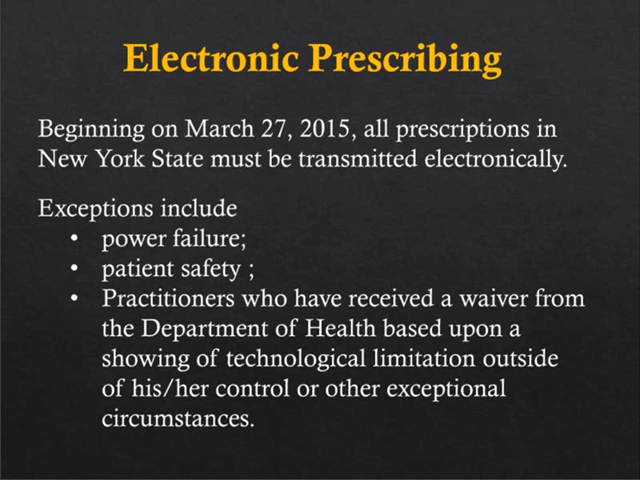 Electronic Prescribing
Beginning on March 27, 2015, all prescriptions in
New York State must be transmitted electronically.
Exceptions include
• power failure;
• patient safety ;
• Practitioners who have received a waiver from
the Department of Health based upon a
showing of technological limitation outside
of his/her control or other exceptional
circumstances.